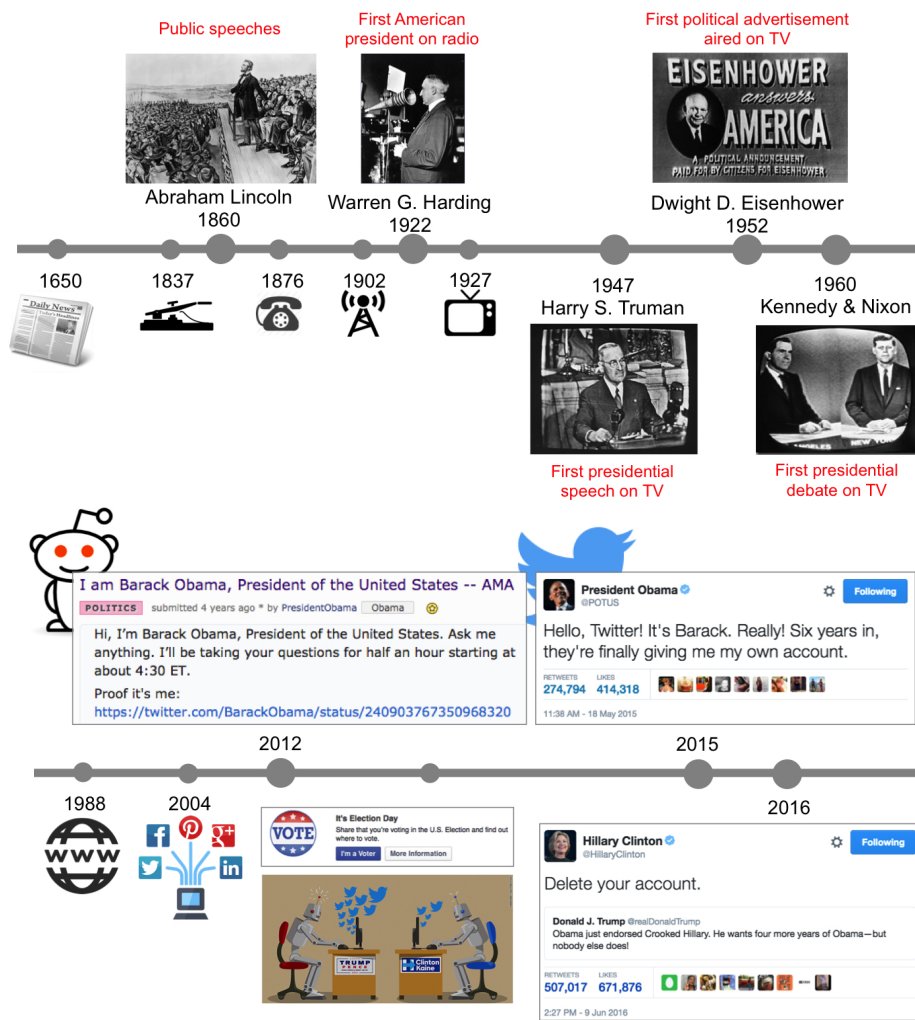 Public speeches
First American
president on radio
First political advertisement
aired on TV
EISENHOWER
answers
AMERICA
A POLITICAL ANNOUNCEMENT
PAID FOR BY CITIZENS FOR EISENHOWER
Abraham Lincoln
1860
Warren G. Harding
1922
Dwight D. Eisenhower
1952
1650
1837
1876
1902
1927
1947
Harry S. Truman
1960
Kennedy & Nixon
Daily News
Today's Headlines
NEW YORK
First presidential
speech on TV
First presidential
debate on TV
I am Barack Obama, President of the United States -- AMA
POLITICS submitted 4 years ago * by PresidentObama Obama
Hi, I'm Barack Obama, President of the United States. Ask me
anything. I'll be taking your questions for half an hour starting at
about 4:30 ET.
Proof it's me:
https://twitter.com/BarackObama/status/240903767350968320
President Obama
@POTUS
Following
Hello, Twitter! It's Barack. Really! Six years in,
they're finally giving me my own account.
RETWEETS LIKES
274,794 414,318
11:38 AM - 18 May 2015
2012
2015
1988
2004
2016
www
f
g+
in
VOTE
It's Election Day
Share that you're voting in the U.S. Election and find out
where to vote.
I'm a Voter More Information
TRUMP
PENCE
Clinton
Kaine
Hillary Clinton
@HillaryClinton
Following
Delete your account.
Donald J. Trump @realDonaldTrump
Obama just endorsed Crooked Hillary. He wants four more years of Obama—but
nobody else does!
RETWEETS LIKES
507,017 671,876
2:27 PM - 9 Jun 2016